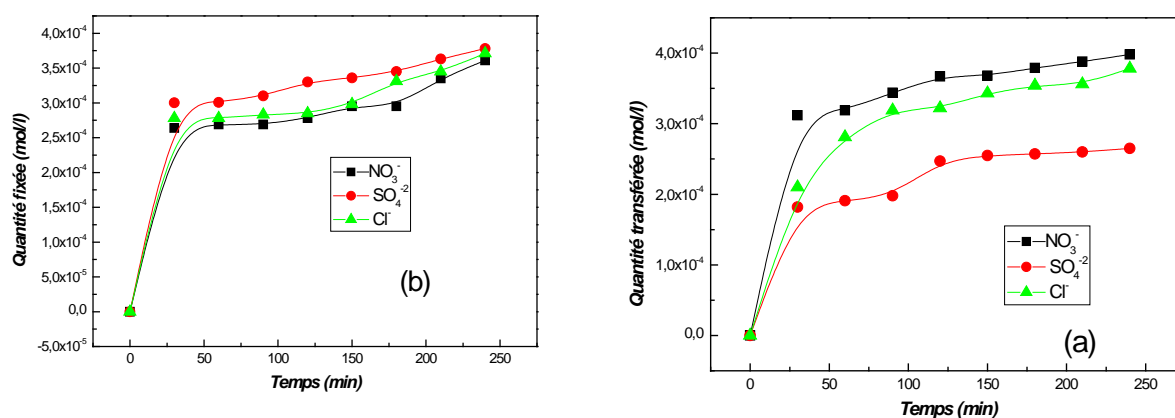 4,0x10-4
3,5x10-4
3,0x10-4
2,5x10-4
2,0x10-4
1,5x10-4
1,0x10-4
5,0x10-5
0,0
-5,0x10-5
Quantité fixée (mol/l)
NO3-
SO4-2
Cl-
(b)
0 50 100 150 200 250
Temps (min)
4,0x10-4
3,0x10-4
2,0x10-4
1,0x10-4
0,0
Quantité transférée (mol/l)
NO3-
SO4-2
Cl-
(a)
0 50 100 150 200 250
Temps (min)